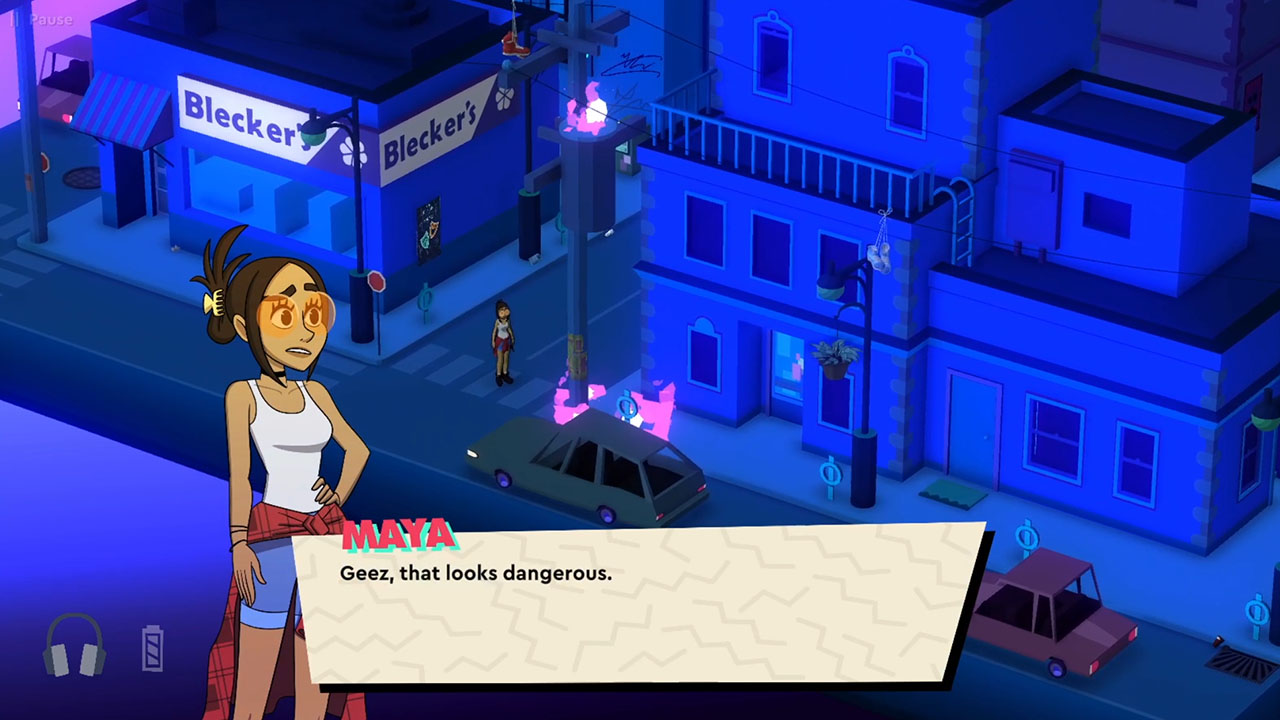 Pause
Blecker's
Blecker's
MAYA
Geez, that looks dangerous.